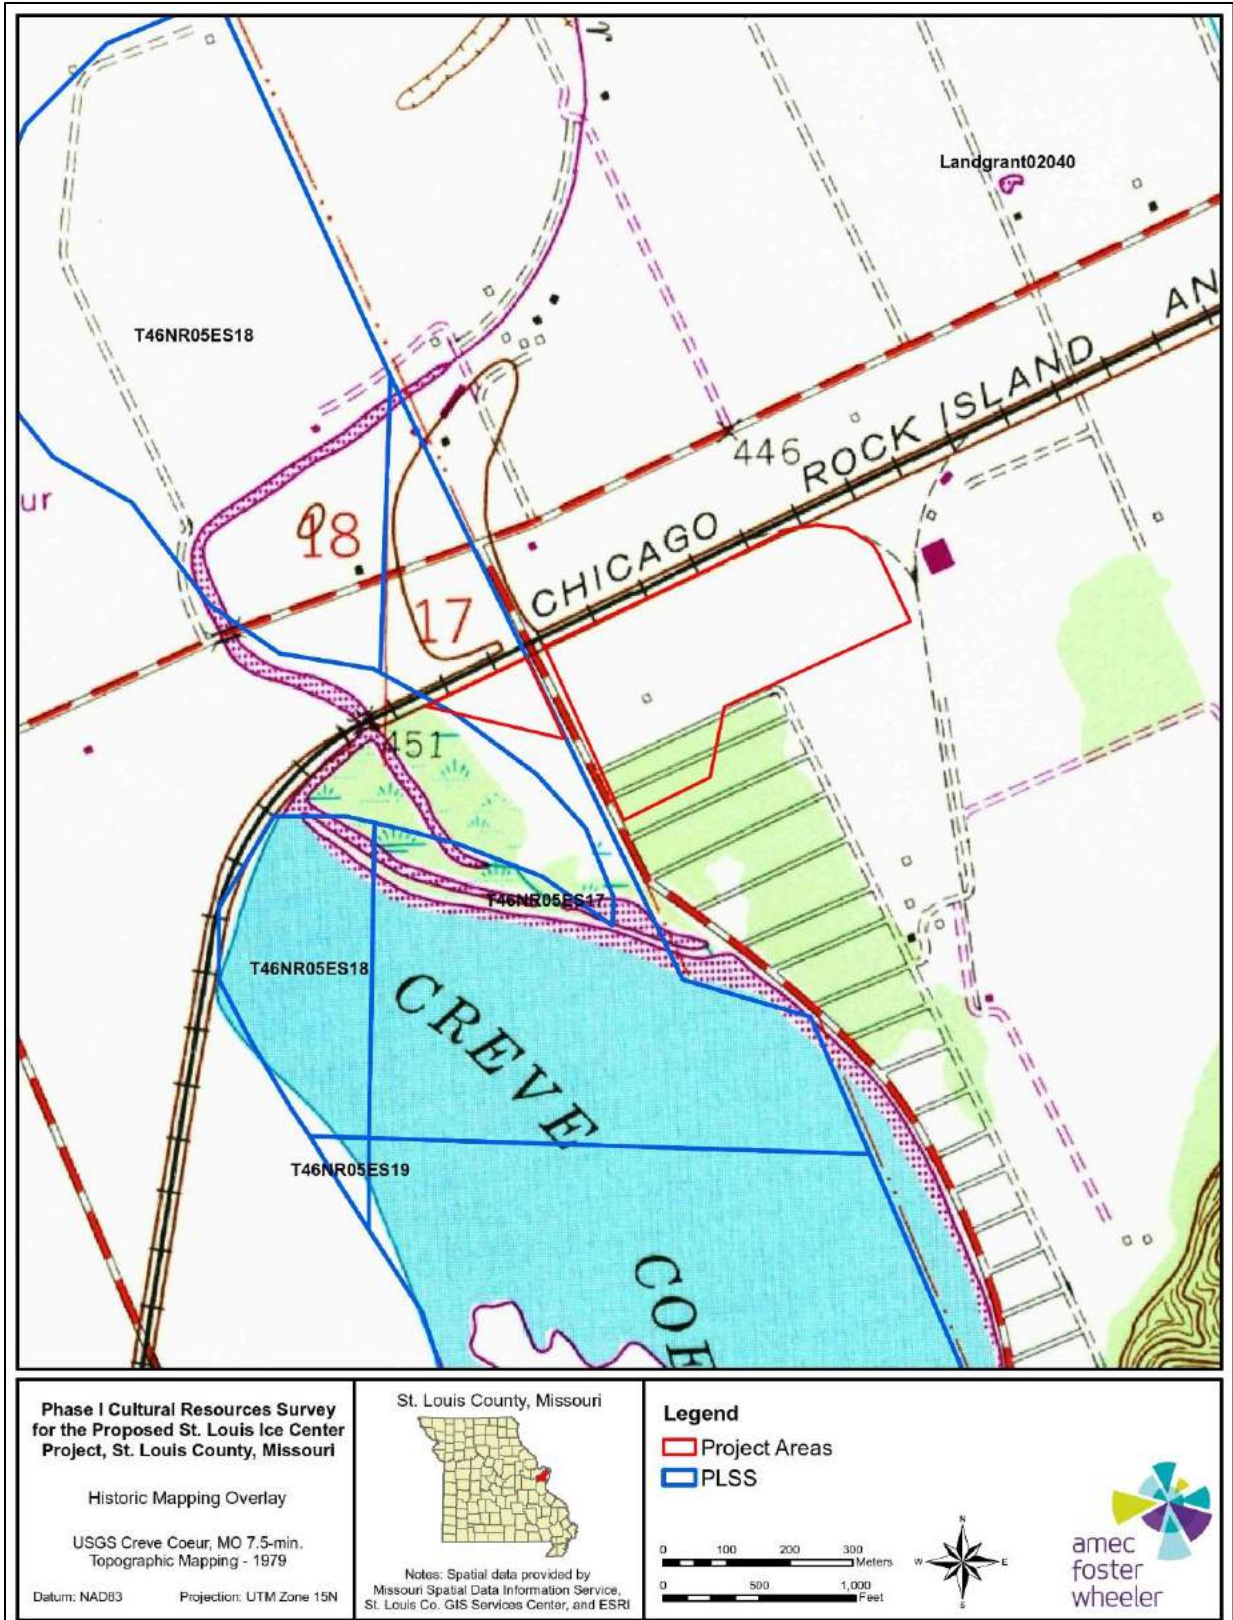 r
Landgrant02040
T46NR05ES18
AN
ROCK ISLAND
446
ur
18
CHICAGO
17
451
T46NR05ES17
T46NR05ES18
CREVE
T46NR05ES19
COE
Phase I Cultural Resources Survey
for the Proposed St. Louis Ice Center
Project, St. Louis County, Missouri
Historic Mapping Overlay
USGS Creve Coeur, MO 7.5-min.
Topographic Mapping - 1979
Datum: NAD83 Projection: UTM Zone 15N
St. Louis County, Missouri
Notes: Spatial data provided by
Missouri Spatial Data Information Service,
St. Louis Co. GIS Services Center, and ESRI
Legend
Project Areas
PLSS
0 100 200 300
Meters
0 500 1,000
Feet
N
W E
S
amec
foster
wheeler